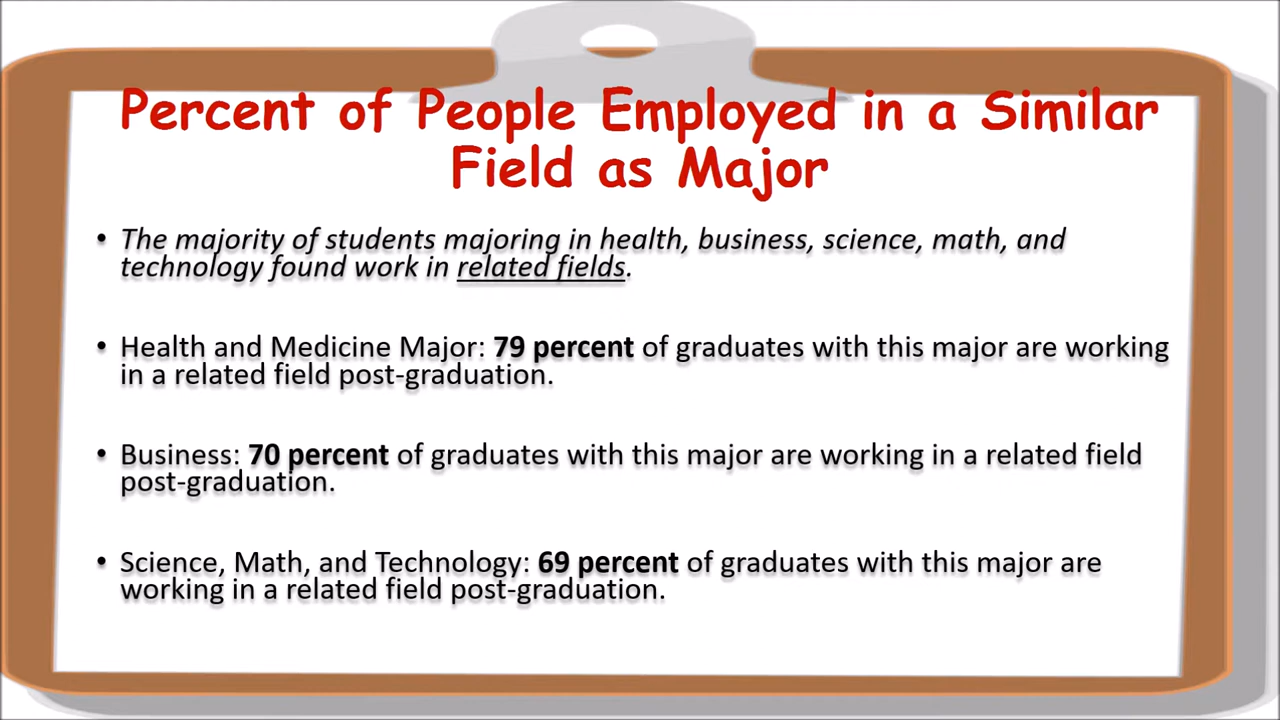 Percent of People Employed in a Similar
Field as Major
• The majority of students majoring in health, business, science, math, and
technology found work in related fields.
• Health and Medicine Major: 79 percent of graduates with this major are working
in a related field post-graduation.
• Business: 70 percent of graduates with this major are working in a related field
post-graduation.
• Science, Math, and Technology: 69 percent of graduates with this major are
working in a related field post-graduation.